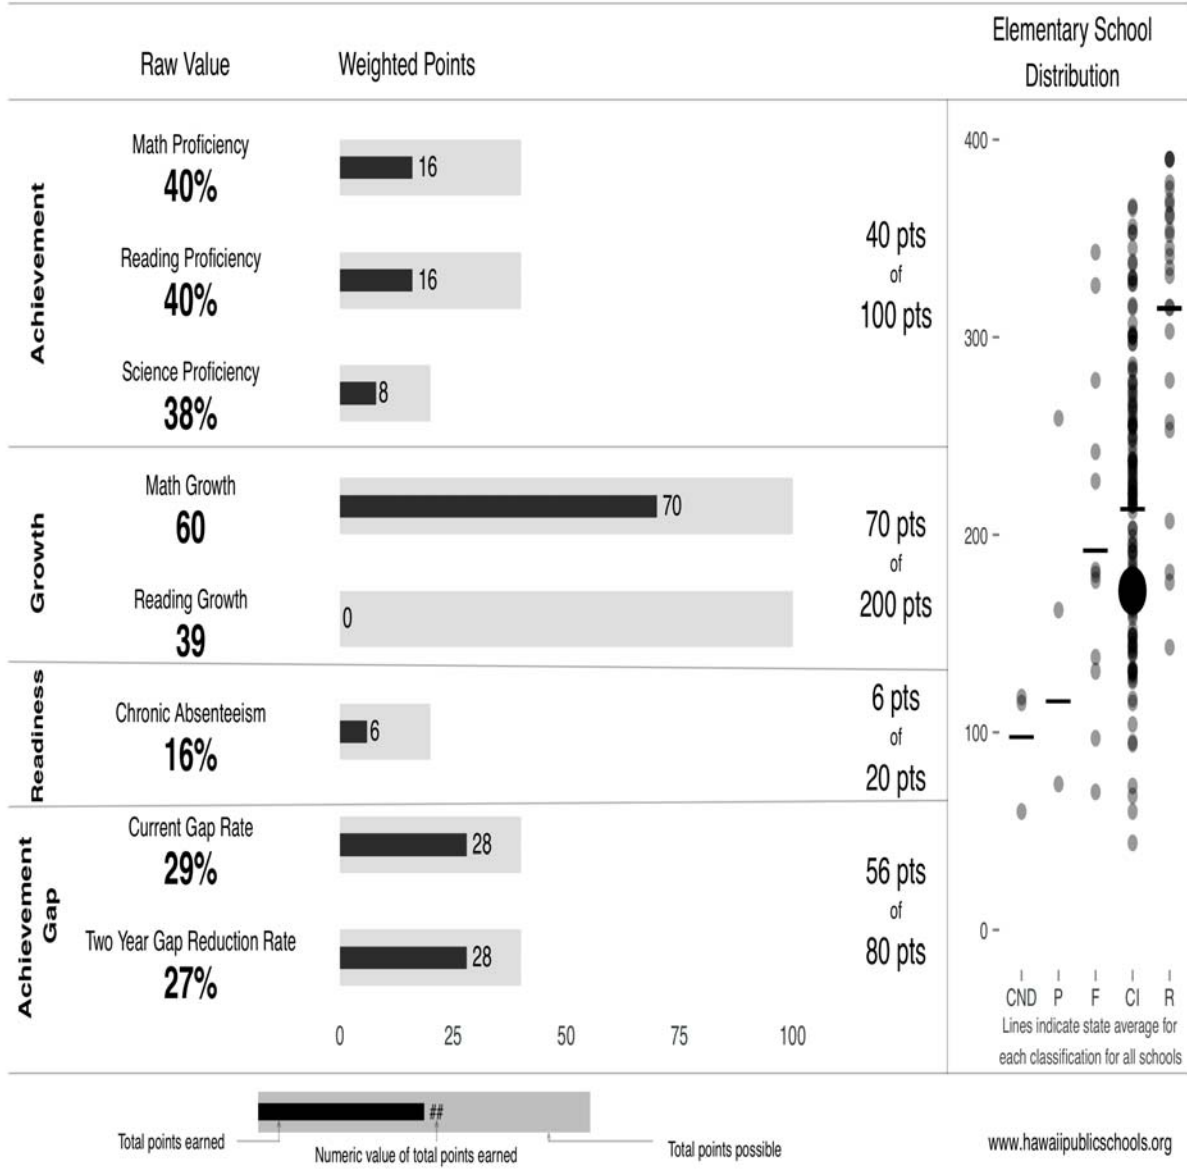 Raw Value
Weighted Points
Elementary School
Distribution
Achievement
Math Proficiency
40%
16
Reading Proficiency
40%
16
Science Proficiency
38%
8
40 pts
of
100 pts
Growth
Math Growth
60
70
Reading Growth
39
0
70 pts
of
200 pts
Readiness
Chronic Absenteeism
16%
6
6 pts
of
20 pts
Achievement
Gap
Current Gap Rate
29%
28
Two Year Gap Reduction Rate
27%
28
56 pts
of
80 pts
0 25 50 75 100
400
300
200
100
0
CND P F CI R
Lines indicate state average for
each classification for all schools
##
Total points earned
Numeric value of total points earned
Total points possible
www.hawaiipublicschools.org